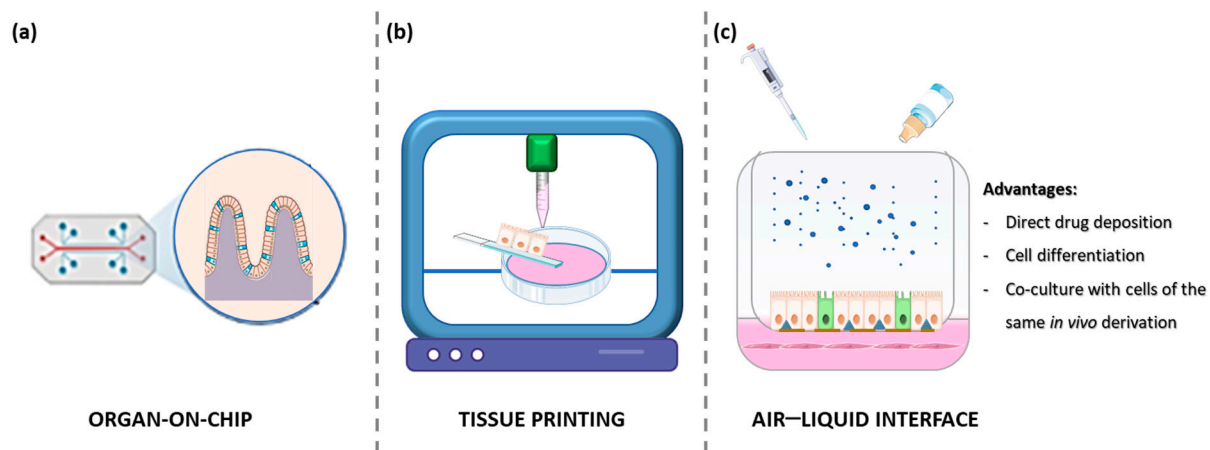 (a)
(b)
(c)
Advantages:
- Direct drug deposition
- Cell differentiation
- Co-culture with cells of the
same in vivo derivation
ORGAN-ON-CHIP
TISSUE PRINTING
AIR—LIQUID INTERFACE